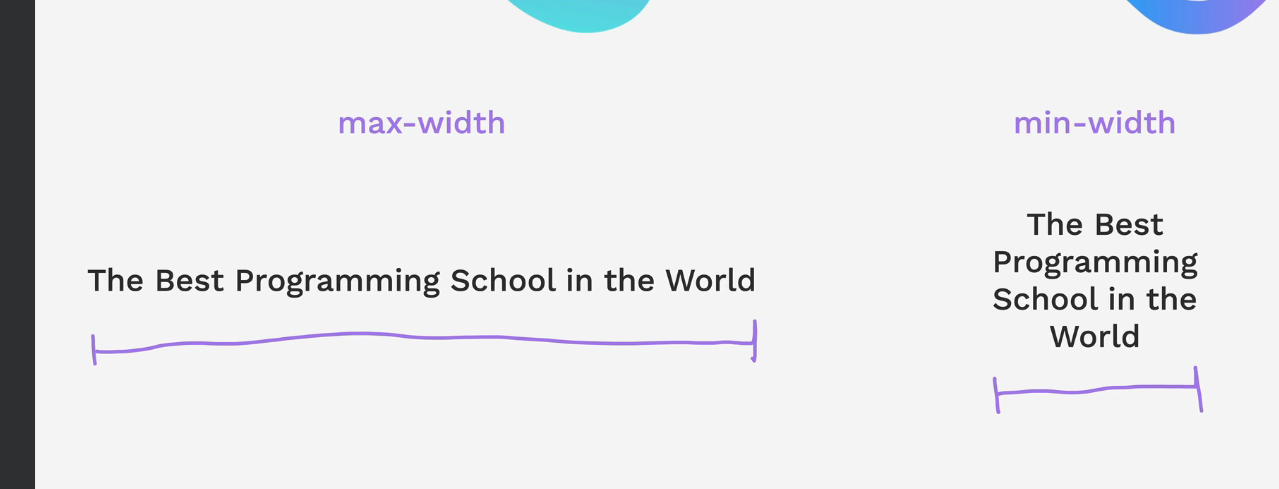 max-width
The Best Programming School in the World
min-width
The Best
Programming
School in the
World